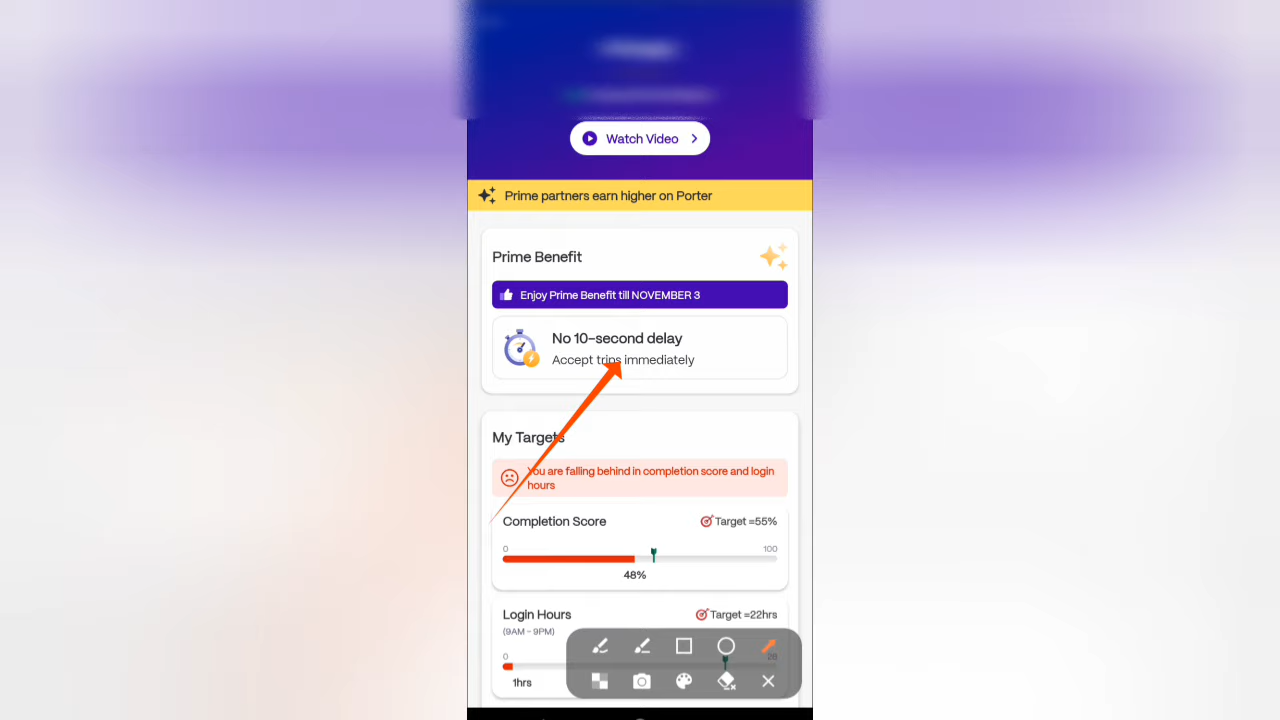 Watch Video
Prime partners earn higher on Porter
Prime Benefit
Enjoy Prime Benefit till NOVEMBER 3
No 10-second delay
Accept trips immediately
My Targets
You are falling behind in completion score and login
hours
Completion Score
Target =55%
0
100
48%
Login Hours
Target =22hrs
(9AM - 9PM)
0
28
1hrs